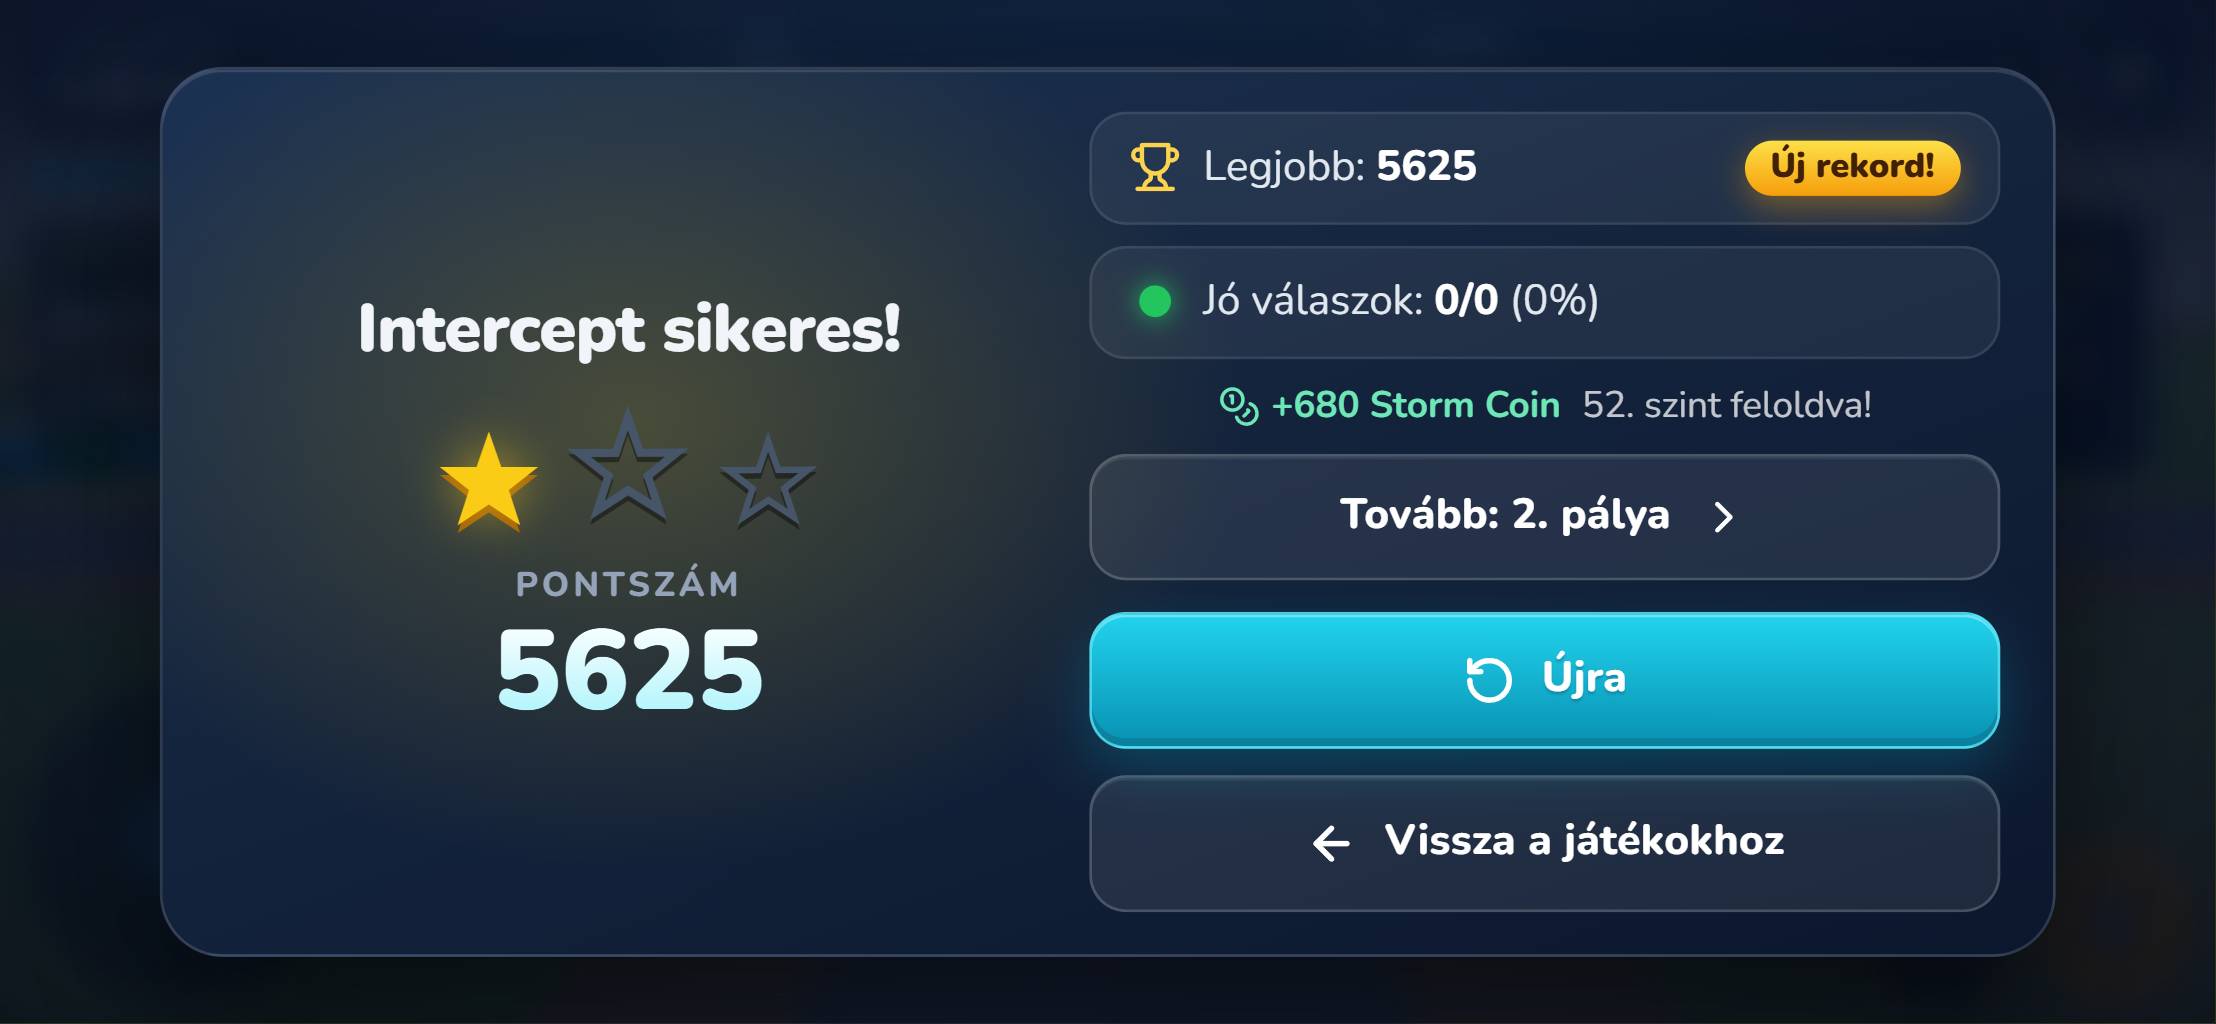 Intercept sikeres!
PONTSZÁM
5625
Legjobb: 5625
Új rekord!
Jó válaszok: 0/0 (0%)
+680 Storm Coin 52. szint feloldva!
Tovább: 2. pálya
Újra
Vissza a játékokhoz